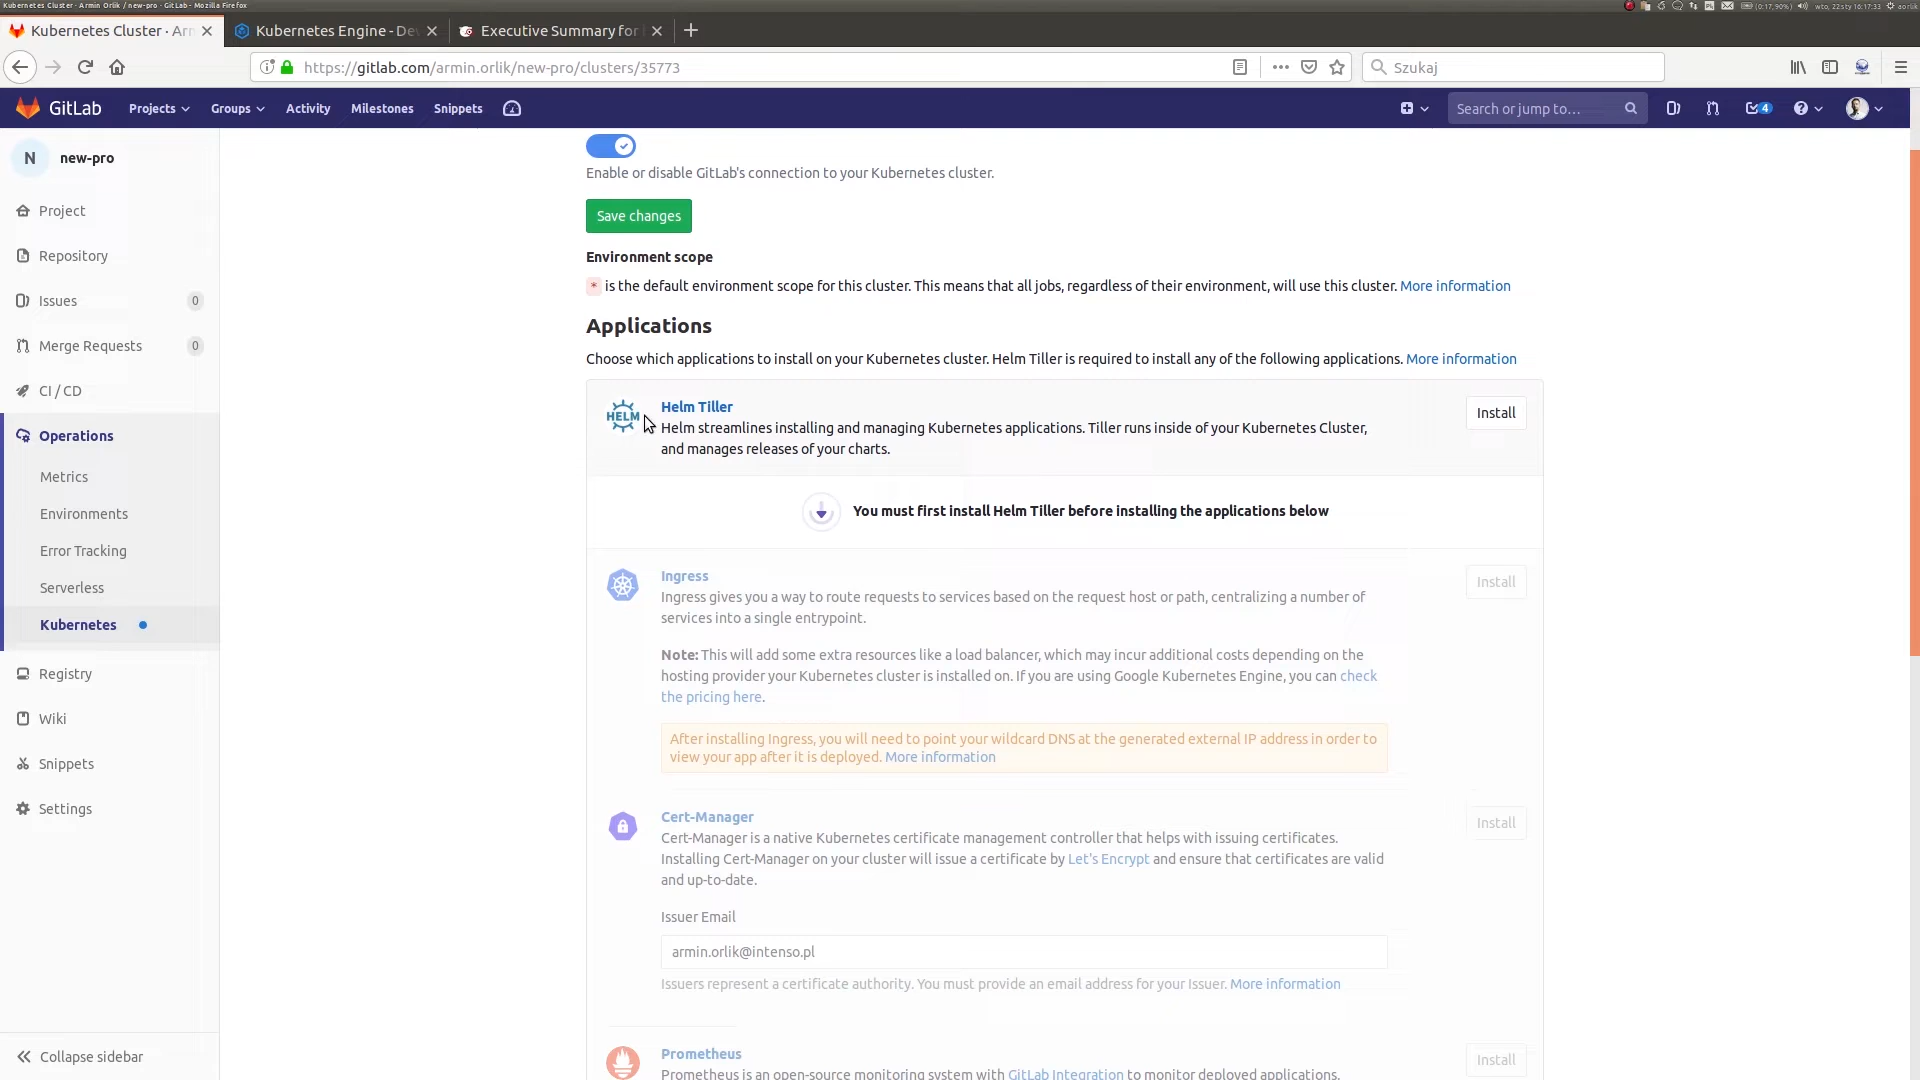 Kubernetes Cluster · Armin Orlik / new-pro · GitLab - Mozilla Firefox
(0:17, 90%) wto, 22 sty 16:17:33 aorlik
Kubernetes Cluster · Arm
Kubernetes Engine - De
Executive Summary for
https://gitlab.com/armin.orlik/new-pro/clusters/35773
Szukaj
GitLab
Projects
Groups
Activity
Milestones
Snippets
Search or jump to...
4
N new-pro
Project
Repository
Issues 0
Merge Requests 0
CI / CD
Operations
Metrics
Environments
Error Tracking
Serverless
Kubernetes
Registry
Wiki
Snippets
Settings
Collapse sidebar
Enable or disable GitLab's connection to your Kubernetes cluster.
Save changes
Environment scope
* is the default environment scope for this cluster. This means that all jobs, regardless of their environment, will use this cluster. More information
Applications
Choose which applications to install on your Kubernetes cluster. Helm Tiller is required to install any of the following applications. More information
HELM
Helm Tiller
Install
Helm streamlines installing and managing Kubernetes applications. Tiller runs inside of your Kubernetes Cluster,
and manages releases of your charts.
You must first install Helm Tiller before installing the applications below
Ingress
Install
Ingress gives you a way to route requests to services based on the request host or path, centralizing a number of
services into a single entrypoint.
Note: This will add some extra resources like a load balancer, which may incur additional costs depending on the
hosting provider your Kubernetes cluster is installed on. If you are using Google Kubernetes Engine, you can check
the pricing here.
After installing Ingress, you will need to point your wildcard DNS at the generated external IP address in order to
view your app after it is deployed. More information
Cert-Manager
Install
Cert-Manager is a native Kubernetes certificate management controller that helps with issuing certificates.
Installing Cert-Manager on your cluster will issue a certificate by Let's Encrypt and ensure that certificates are valid
and up-to-date.
Issuer Email
armin.orlik@intenso.pl
Issuers represent a certificate authority. You must provide an email address for your Issuer. More information
Prometheus
Install
Prometheus is an open-source monitoring system with GitLab Integration to monitor deployed applications.